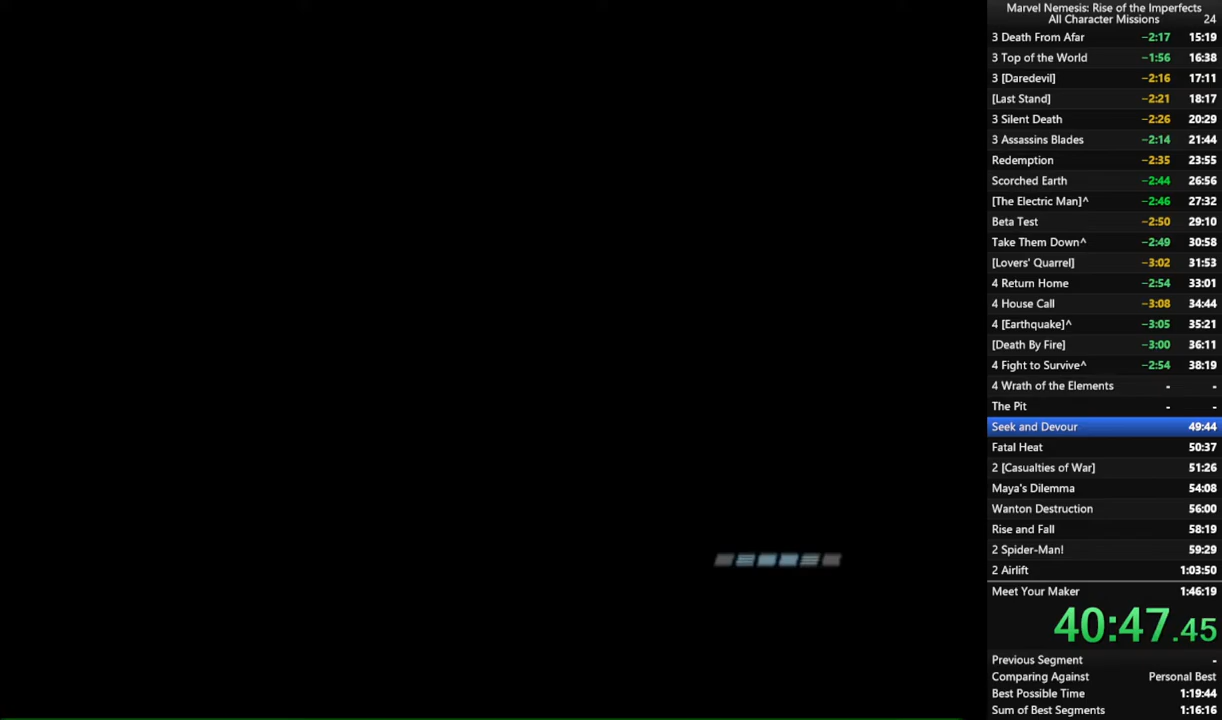 Marvel Nemesis: Rise of the Imperfects
All Character Missions 24
3 Death From Afar −2:17 15:19
3 Top of the World −1:56 16:38
3 [Daredevil] −2:16 17:11
[Last Stand] −2:21 18:17
3 Silent Death −2:26 20:29
3 Assassins Blades −2:14 21:44
Redemption −2:35 23:55
Scorched Earth −2:44 26:56
[The Electric Man]^ −2:46 27:32
Beta Test −2:50 29:10
Take Them Down^ −2:49 30:58
[Lovers' Quarrel] −3:02 31:53
4 Return Home −2:54 33:01
4 House Call −3:08 34:44
4 [Earthquake]^ −3:05 35:21
[Death By Fire] −3:00 36:11
4 Fight to Survive^ −2:54 38:19
4 Wrath of the Elements - -
The Pit - -
Seek and Devour 49:44
Fatal Heat 50:37
2 [Casualties of War] 51:26
Maya's Dilemma 54:08
Wanton Destruction 56:00
Rise and Fall 58:19
2 Spider-Man! 59:29
2 Airlift 1:03:50
Meet Your Maker 1:46:19
40:47.45
Previous Segment -
Comparing Against Personal Best
Best Possible Time 1:19:44
Sum of Best Segments 1:16:16